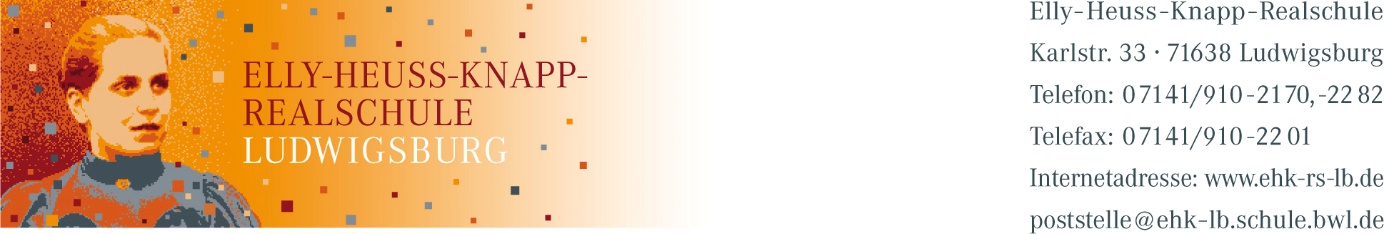 ELLY-HEUSS-KNAPP-
REALSCHULE
LUDWIGSBURG
Elly-Heuss-Knapp-Realschule
Karlstr. 33 · 71638 Ludwigsburg
Telefon: 07141/910-2170,-2282
Telefax: 07141/910-2201
Internetadresse: www.ehk-rs-lb.de
poststelle@ehk-lb.schule.bwl.de